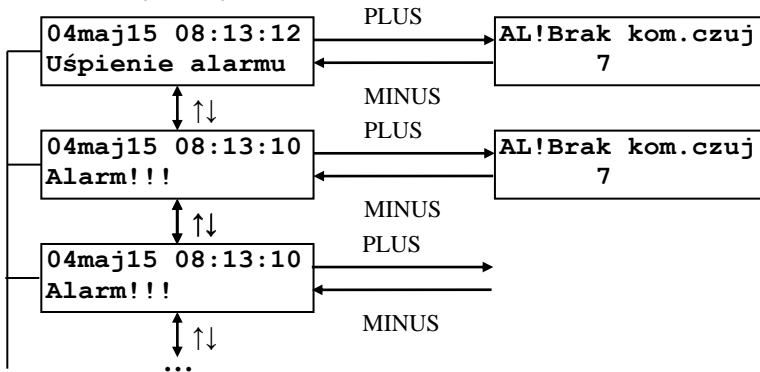 PLUS
04maj15 08:13:12
Uśpienie alarmu
AL!Brak kom.czuj
7
MINUS
↑↓
PLUS
04maj15 08:13:10
Alarm!!!
AL!Brak kom.czuj
7
MINUS
↑↓
PLUS
04maj15 08:13:10
Alarm!!!
MINUS
↑↓
...